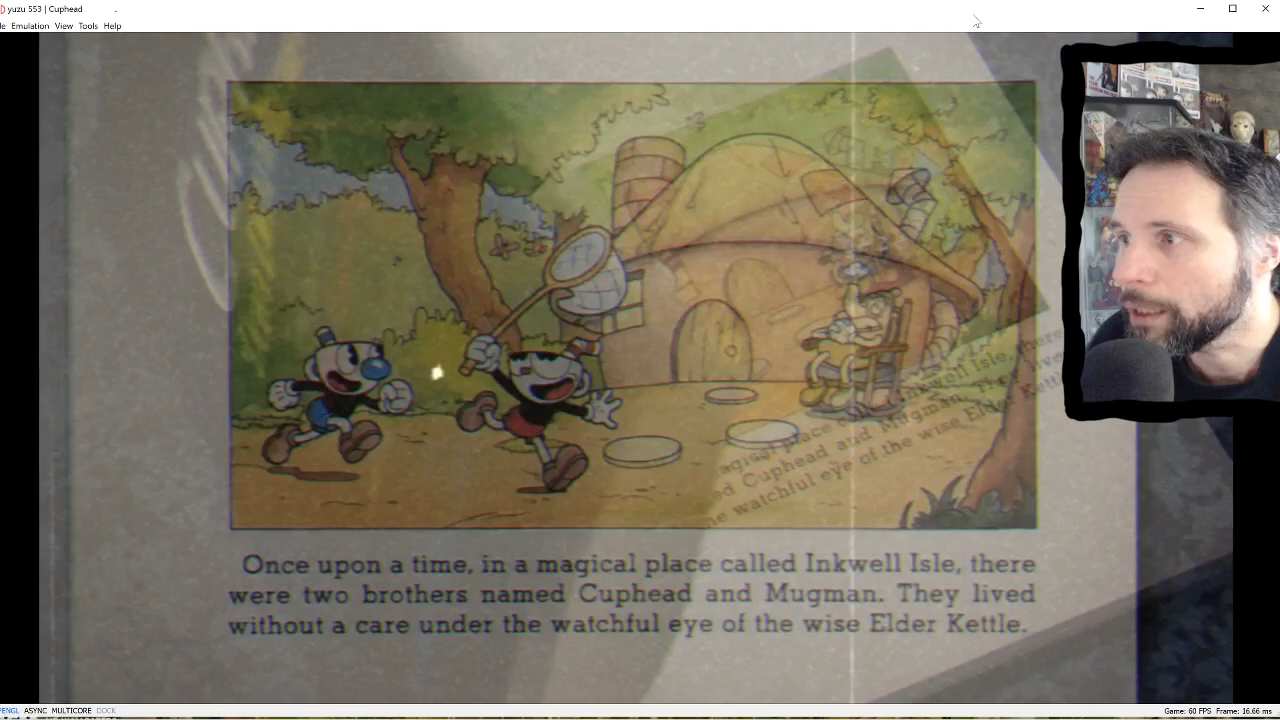 yuzu 553 | Cuphead
Emulation View Tools Help
Once upon a time, in a magical place called Inkwell Isle, there
were two brothers named Cuphead and Mugman. They lived
without a care under the watchful eye of the wise Elder Kettle.
ASYNC MULTICORE DOCK
Game: 60 FPS Frame: 16.66 ms